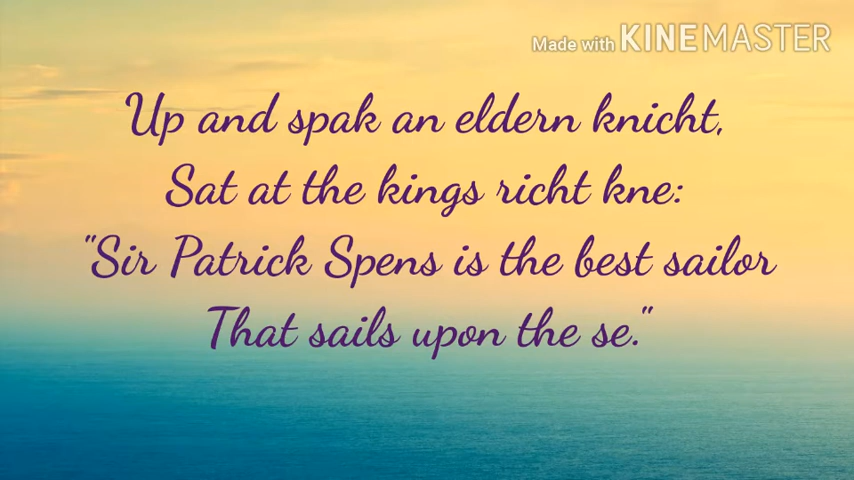 Made with KINEMASTER
Up and spak an eldern knicht,
Sat at the kings richt kne:
"Sir Patrick Spens is the best sailor
That sails upon the se."